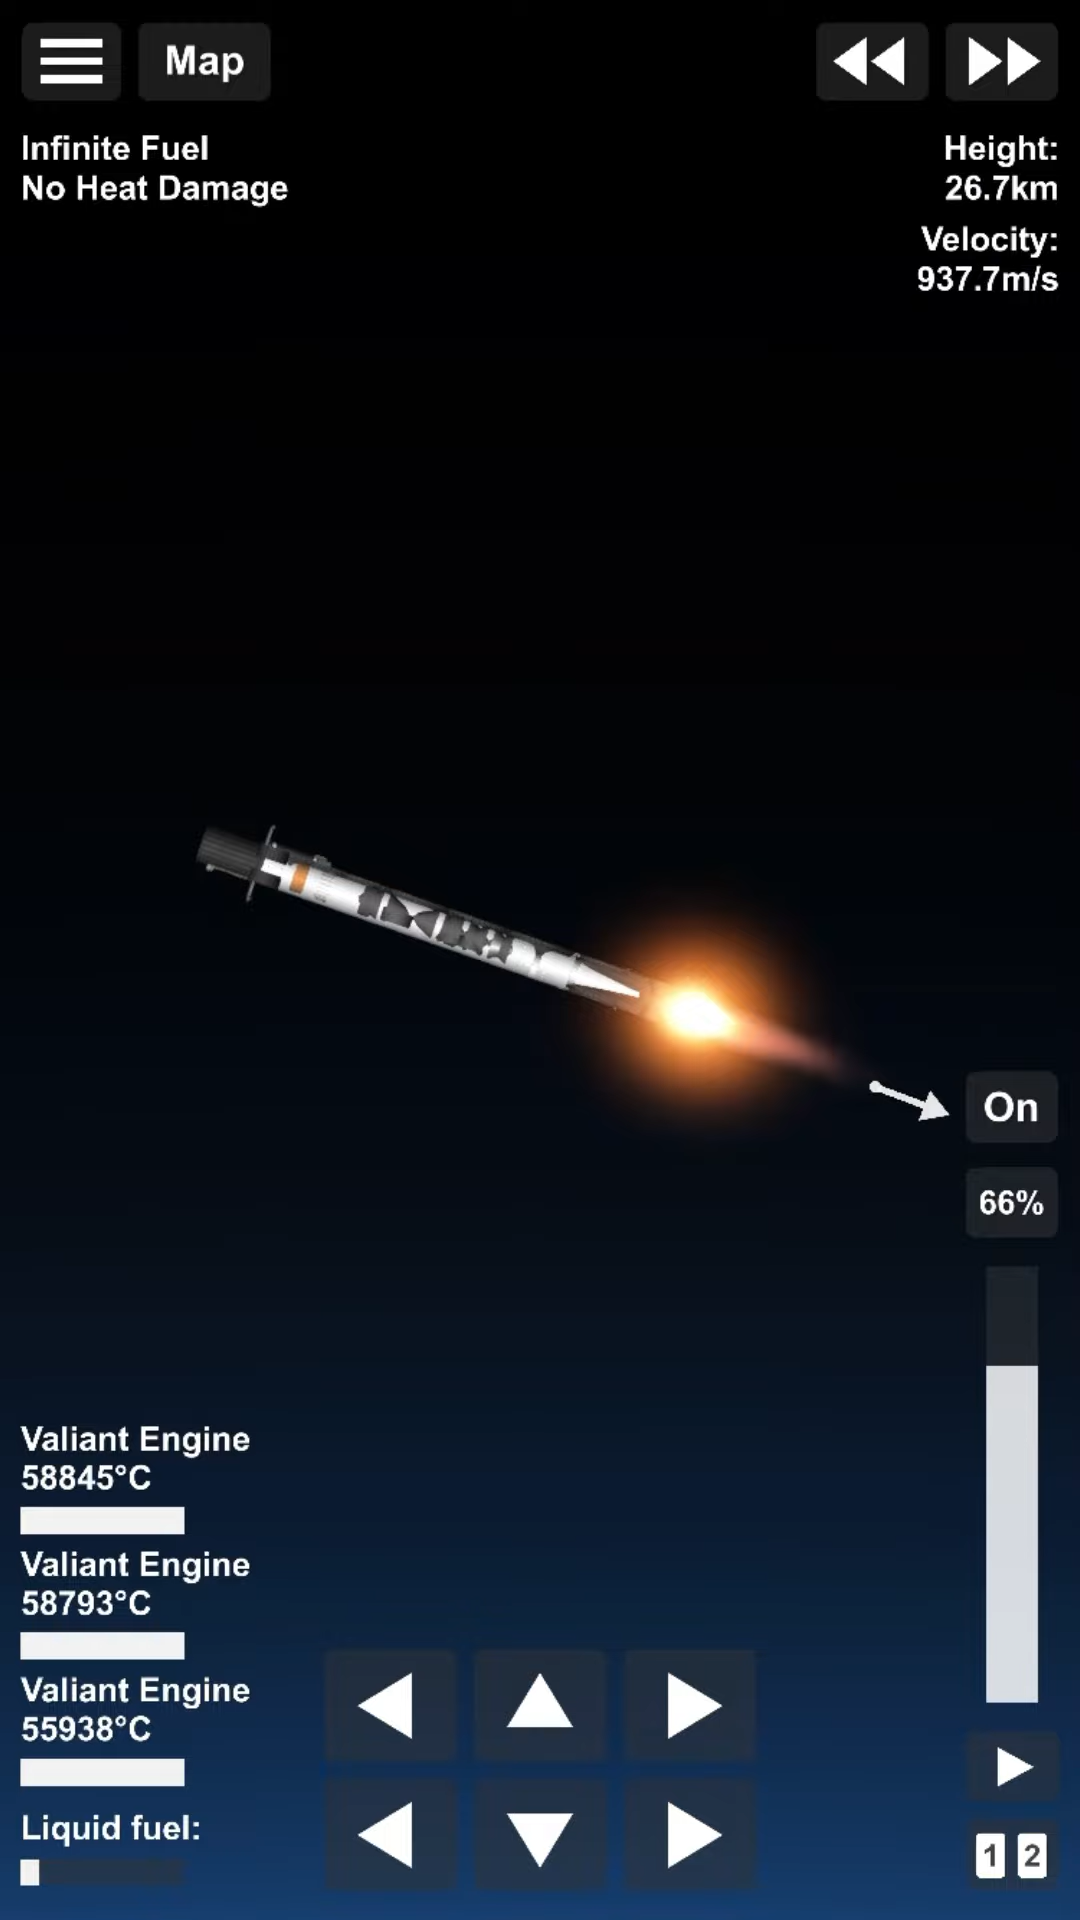 Map
Infinite Fuel
No Heat Damage
Height:
26.7km
Velocity:
937.7m/s
On
66%
Valiant Engine
58845°C
Valiant Engine
58793°C
Valiant Engine
55938°C
Liquid fuel:
1 2